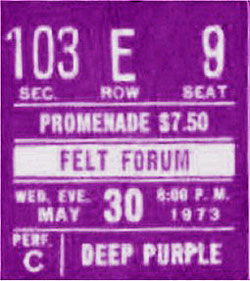 103 E 9
SEC. ROW SEAT
PROMENADE $7.50
FELT FORUM
WED. EVE. 30 8:00 P.M.
MAY 1973
PERF. C DEEP PURPLE